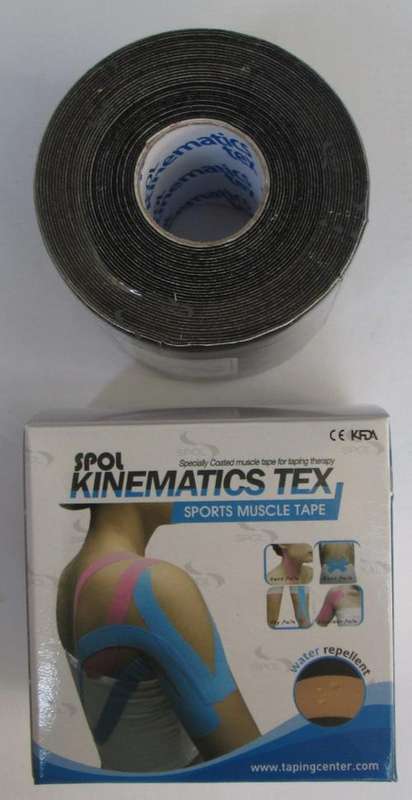 Kinematics
tex
CE KFDA
SPOL
Specially Coated muscle tape for taping therapy
KINEMATICS TEX
SPORTS MUSCLE TAPE
water repellent
www.tapingcenter.com